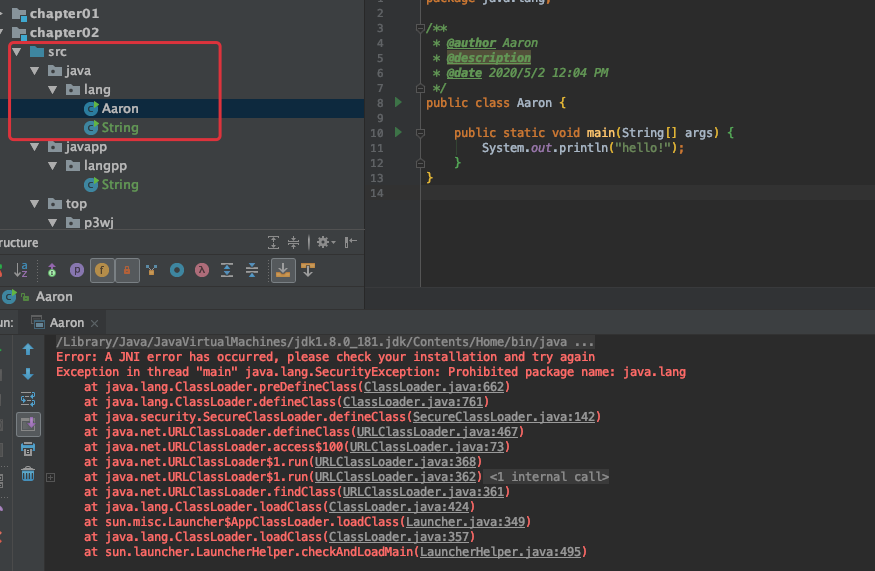 chapter01
chapter02
src
java
lang
Aaron
String
javapp
langpp
String
top
p3wj
ructure
Aaron
1
2
3 /**
4 * @author Aaron
5 * @description
6 * @date 2020/5/2 12:04 PM
7 */
8 public class Aaron {
9
10 public static void main(String[] args) {
11 System.out.println("hello!");
12 }
13 }
14
un: Aaron ×
/Library/Java/JavaVirtualMachines/jdk1.8.0_181.jdk/Contents/Home/bin/java ...
Error: A JNI error has occurred, please check your installation and try again
Exception in thread "main" java.lang.SecurityException: Prohibited package name: java.lang
at java.lang.ClassLoader.preDefineClass(ClassLoader.java:662)
at java.lang.ClassLoader.defineClass(ClassLoader.java:761)
at java.security.SecureClassLoader.defineClass(SecureClassLoader.java:142)
at java.net.URLClassLoader.defineClass(URLClassLoader.java:467)
at java.net.URLClassLoader.access$100(URLClassLoader.java:73)
at java.net.URLClassLoader$1.run(URLClassLoader.java:368)
at java.net.URLClassLoader$1.run(URLClassLoader.java:362) <1 internal call>
at java.net.URLClassLoader.findClass(URLClassLoader.java:361)
at java.lang.ClassLoader.loadClass(ClassLoader.java:424)
at sun.misc.Launcher$AppClassLoader.loadClass(Launcher.java:349)
at java.lang.ClassLoader.loadClass(ClassLoader.java:357)
at sun.launcher.LauncherHelper.checkAndLoadMain(LauncherHelper.java:495)